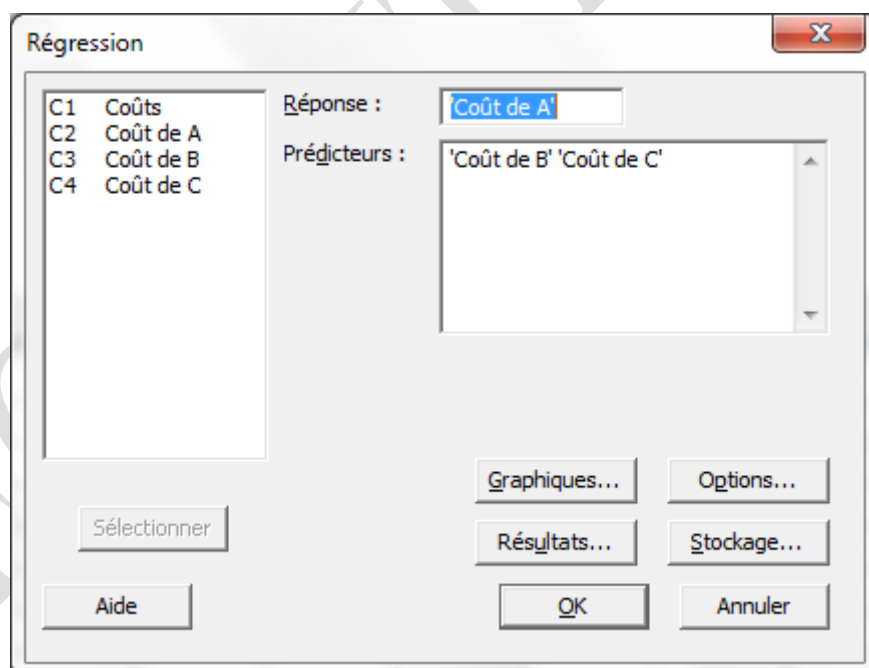 Régression
C1 Coûts
C2 Coût de A
C3 Coût de B
C4 Coût de C
Réponse : 'Coût de A'
Prédicteurs : 'Coût de B' 'Coût de C'
Graphiques... Options...
Sélectionner
Résultats... Stockage...
Aide OK Annuler